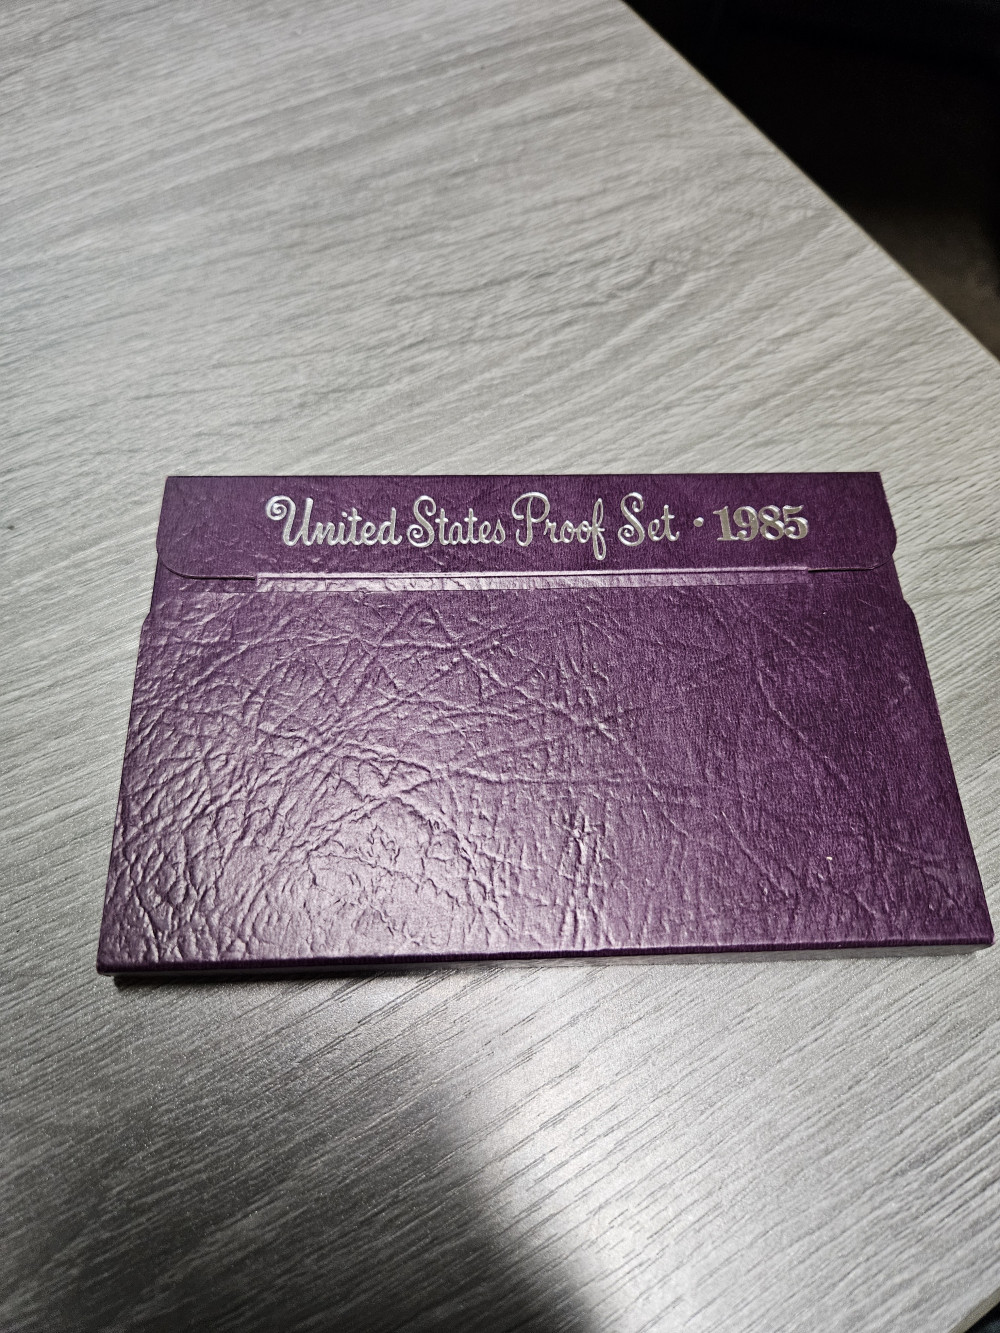 United States Proof Set · 1985